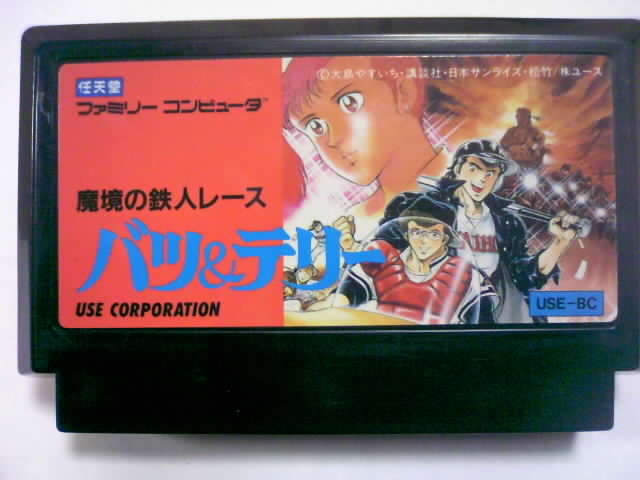 任天堂
ファミリー コンピュータ™
©大島やすいち・講談社・日本サンライズ・松竹/㈱ユース
魔境の鉄人レース
バツ&テリー
USE CORPORATION
USE-BC